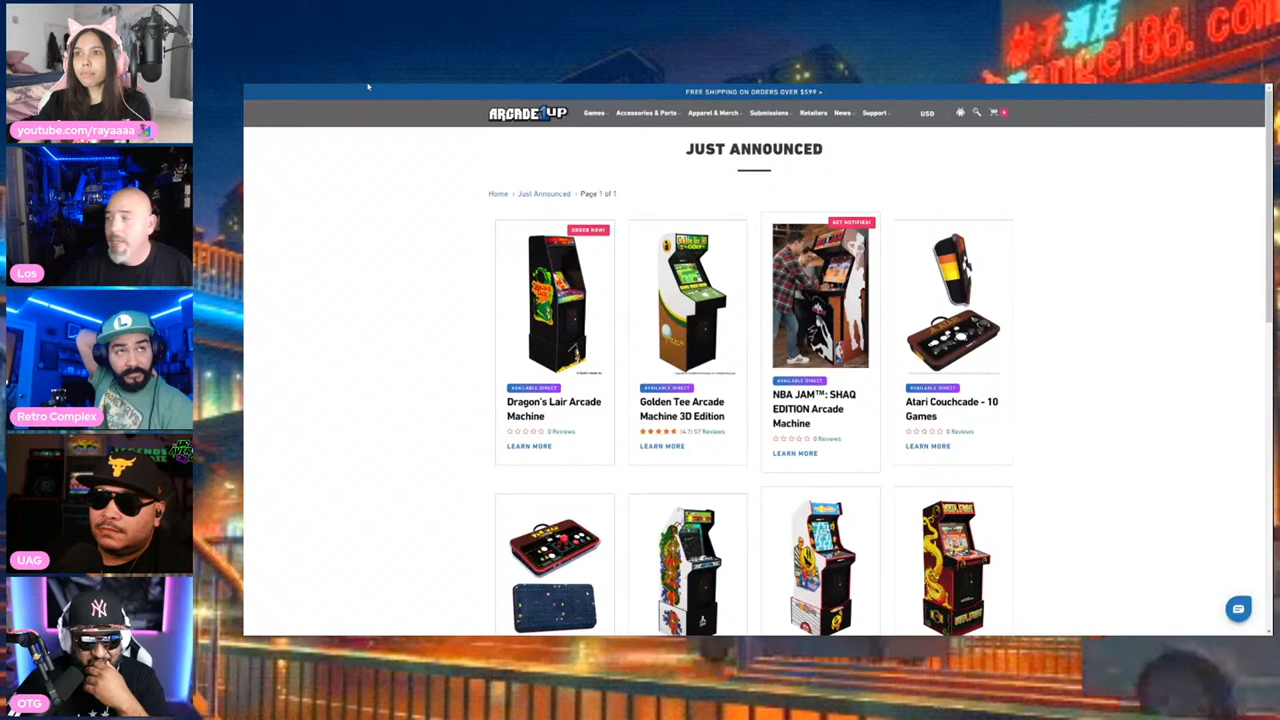 youtube.com/rayaaaa
Los
Retro Complex
UAG
OTG
angel86.com
FREE SHIPPING ON ORDERS OVER $599 >
ARCADE1UP
Games
Accessories & Parts
Apparel & Merch
Submissions
Retailers
News
Support
USD
JUST ANNOUNCED
Home > Just Announced > Page 1 of 1
ORDER NOW!
GET NOTIFIED!
AVAILABLE DIRECT
Dragon's Lair Arcade
Machine
0 Reviews
LEARN MORE
AVAILABLE DIRECT
Golden Tee Arcade
Machine 3D Edition
(4.7) 57 Reviews
LEARN MORE
AVAILABLE DIRECT
NBA JAM™: SHAQ
EDITION Arcade
Machine
0 Reviews
LEARN MORE
AVAILABLE DIRECT
Atari Couchcade - 10
Games
0 Reviews
LEARN MORE